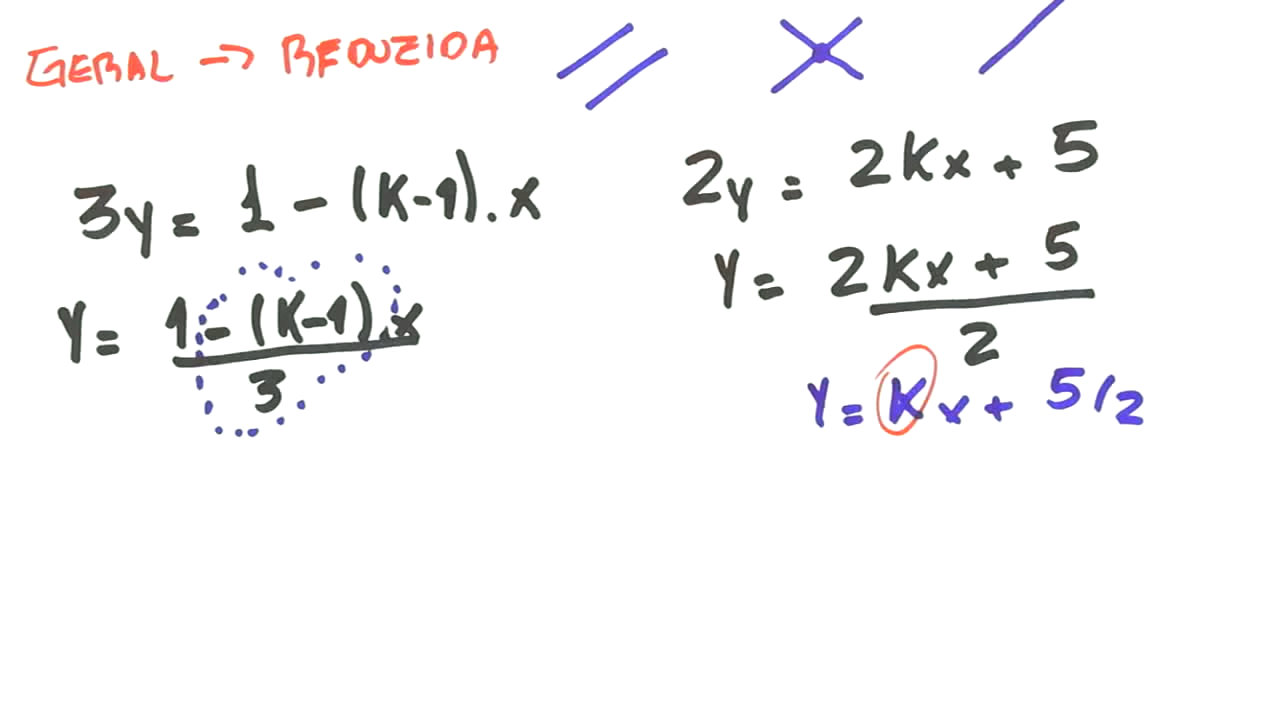 GERAL → REDUZIDA
3y = 1 - (K-1).x
y = 1 - (K-1).x
3
2y = 2Kx + 5
y = 2Kx + 5
2
y = Kx + 5/2